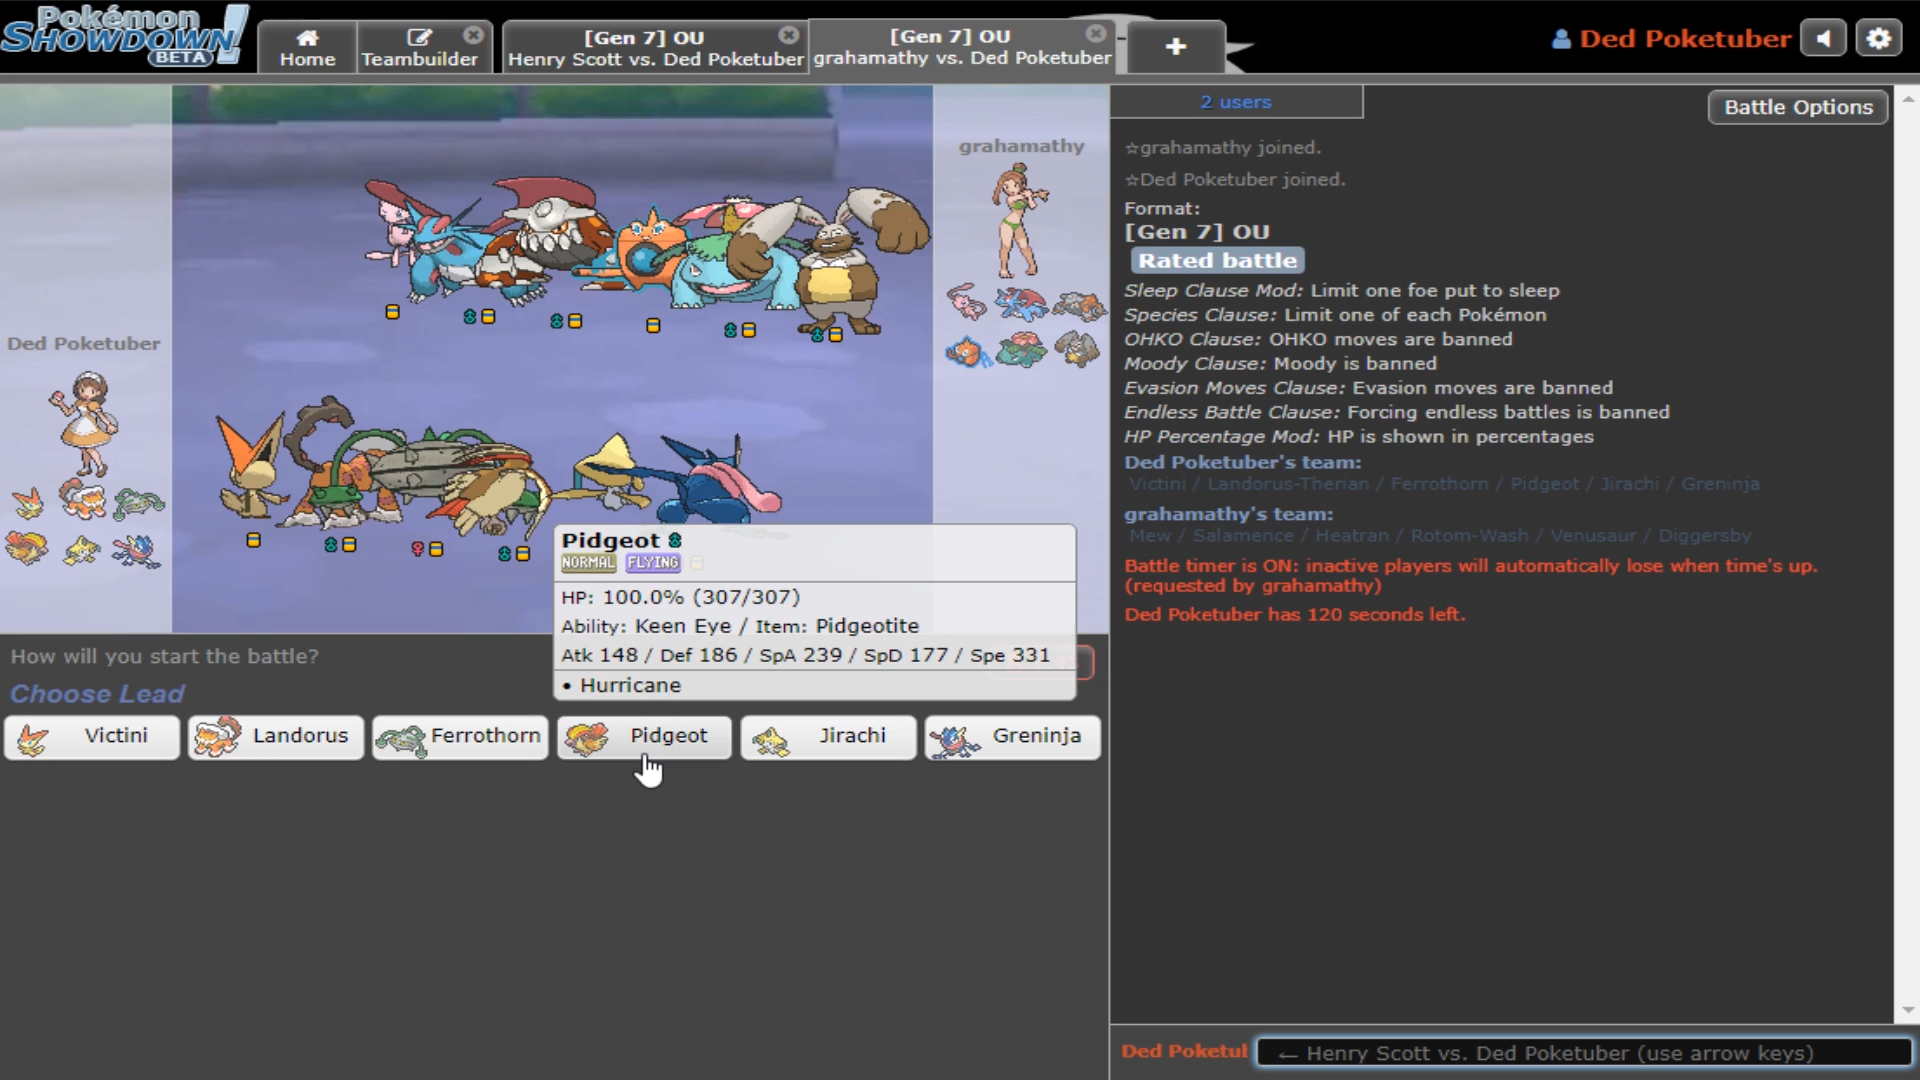 Pokémon
SHOWDOWN!
BETA
Home
Teambuilder
[Gen 7] OU
Henry Scott vs. Ded Poketuber
[Gen 7] OU
grahamathy vs. Ded Poketuber
+
Ded Poketuber
grahamathy
Ded Poketuber
Pidgeot
NORMAL FLYING
HP: 100.0% (307/307)
Ability: Keen Eye / Item: Pidgeotite
Atk 148 / Def 186 / SpA 239 / SpD 177 / Spe 331
• Hurricane
How will you start the battle?
Choose Lead
Victini
Landorus
Ferrothorn
Pidgeot
Jirachi
Greninja
2 users
Battle Options
☆grahamathy joined.
☆Ded Poketuber joined.
Format:
[Gen 7] OU
Rated battle
Sleep Clause Mod: Limit one foe put to sleep
Species Clause: Limit one of each Pokémon
OHKO Clause: OHKO moves are banned
Moody Clause: Moody is banned
Evasion Moves Clause: Evasion moves are banned
Endless Battle Clause: Forcing endless battles is banned
HP Percentage Mod: HP is shown in percentages
Ded Poketuber's team:
Victini / Landorus-Therian / Ferrothorn / Pidgeot / Jirachi / Greninja
grahamathy's team:
Mew / Salamence / Heatran / Rotom-Wash / Venusaur / Diggersby
Battle timer is ON: inactive players will automatically lose when time's up.
(requested by grahamathy)
Ded Poketuber has 120 seconds left.
Ded Poketul
← Henry Scott vs. Ded Poketuber (use arrow keys)